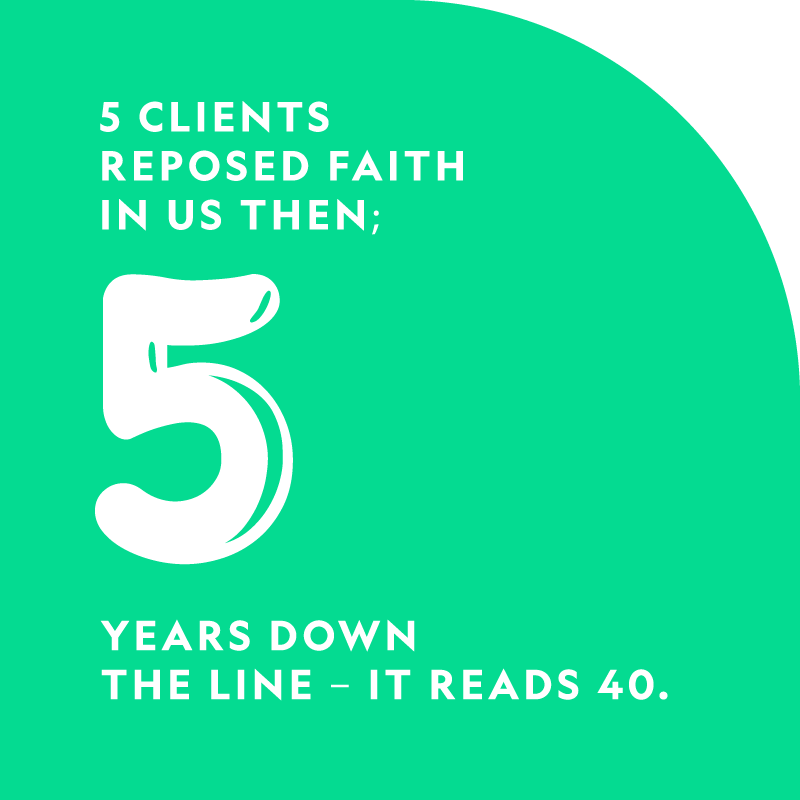 5 CLIENTS
REPOSED FAITH
IN US THEN;
5
YEARS DOWN
THE LINE – IT READS 40.